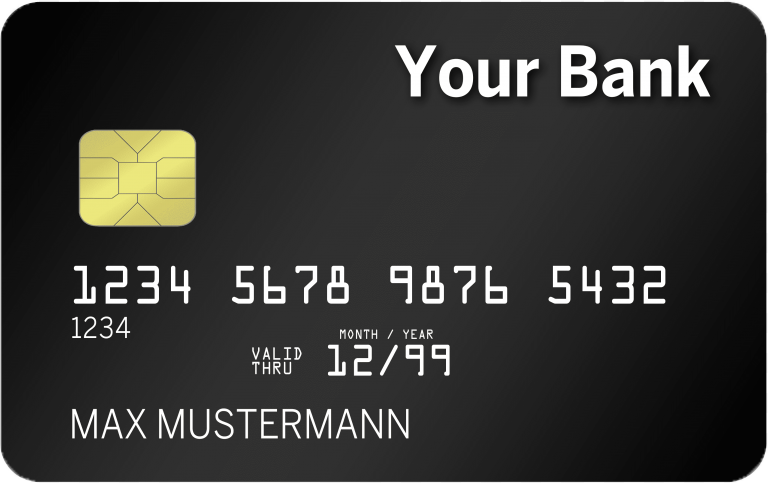 Your Bank
1234 5678 9876 5432
1234
MONTH / YEAR
VALID THRU 12/99
MAX MUSTERMANN